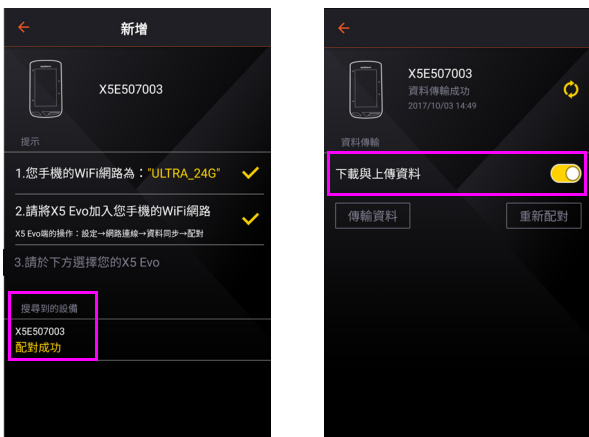 新增
X5E507003
提示
1.您手機的WiFi網路為："ULTRA_24G"
2.請將X5 Evo加入您手機的WiFi網路
X5 Evo端的操作：設定→網路連線→資料同步→配對
3.請於下方選擇您的X5 Evo
搜尋到的設備
X5E507003
配對成功
X5E507003
資料傳輸成功
2017/10/03 14:49
資料傳輸
下載與上傳資料
傳輸資料
重新配對